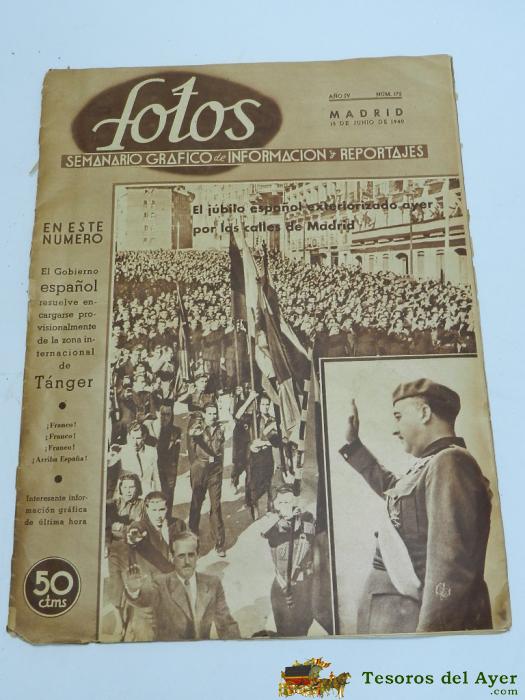 fotos
AÑO IV NUM. 172
MADRID
15 DE JUNIO DE 1940
SEMANARIO GRAFICO de INFORMACION y REPORTAJES
El júbilo español exteriorizado ayer
por las calles de Madrid
EN ESTE
NUMERO
El Gobierno
español
resuelve en-
cargarse pro-
visionalmente
de la zona in-
ternacional
de
Tánger
¡Franco!
¡Franco!
¡Franco!
¡Arriba España!
Interesante infor-
mación gráfica
de última hora
50
ctms
Tesoros del Ayer
.com